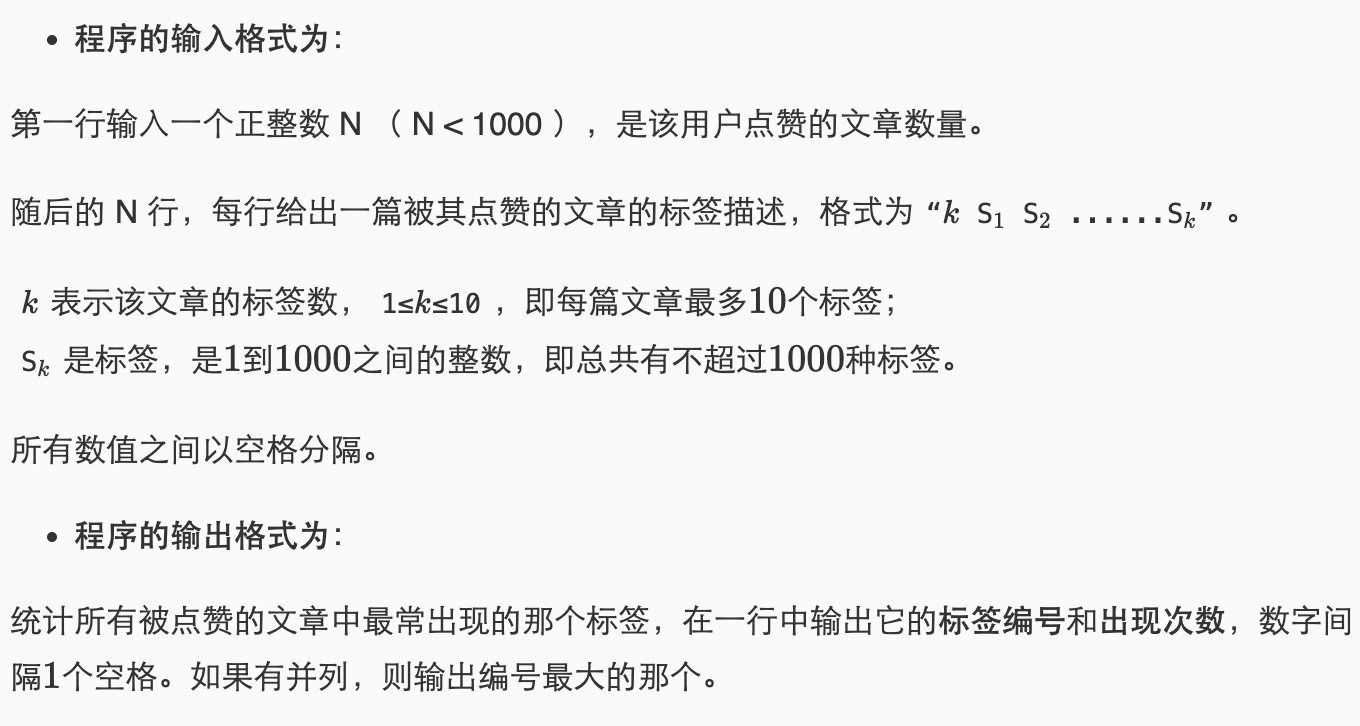 • 程序的输入格式为：
第一行输入一个正整数 N （ N < 1000 ），是该用户点赞的文章数量。
随后的 N 行，每行给出一篇被其点赞的文章的标签描述，格式为 “k S₁ S₂ ......Sₖ” 。
k 表示该文章的标签数， 1≤k≤10 ，即每篇文章最多10个标签；
Sₖ 是标签，是1到1000之间的整数，即总共有不超过1000种标签。
所有数值之间以空格分隔。
• 程序的输出格式为：
统计所有被点赞的文章中最常出现的那个标签，在一行中输出它的标签编号和出现次数，数字间
隔1个空格。如果有并列，则输出编号最大的那个。